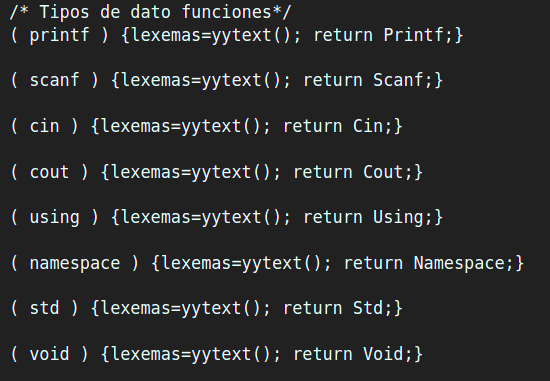 /* Tipos de dato funciones*/
( printf ) {lexemas=yytext(); return Printf;}
( scanf ) {lexemas=yytext(); return Scanf;}
( cin ) {lexemas=yytext(); return Cin;}
( cout ) {lexemas=yytext(); return Cout;}
( using ) {lexemas=yytext(); return Using;}
( namespace ) {lexemas=yytext(); return Namespace;}
( std ) {lexemas=yytext(); return Std;}
( void ) {lexemas=yytext(); return Void;}